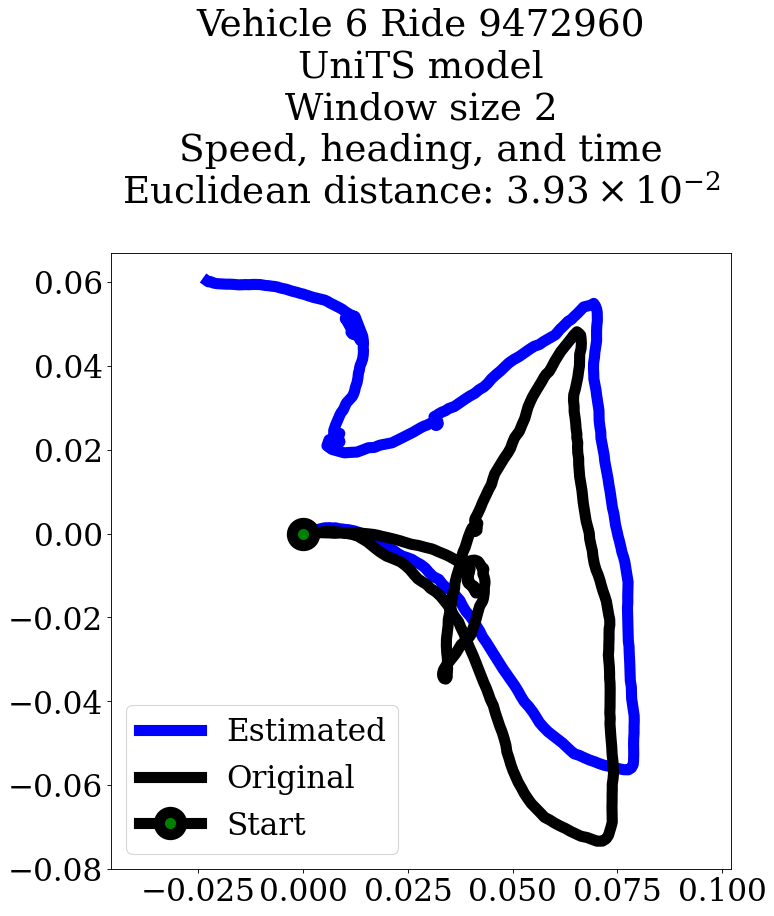 Vehicle 6 Ride 9472960
UniTS model
Window size 2
Speed, heading, and time
Euclidean distance: 3.93 × 10⁻²
0.06
0.04
0.02
0.00
−0.02
−0.04
−0.06
−0.08
Estimated
Original
Start
−0.025 0.000 0.025 0.050 0.075 0.100